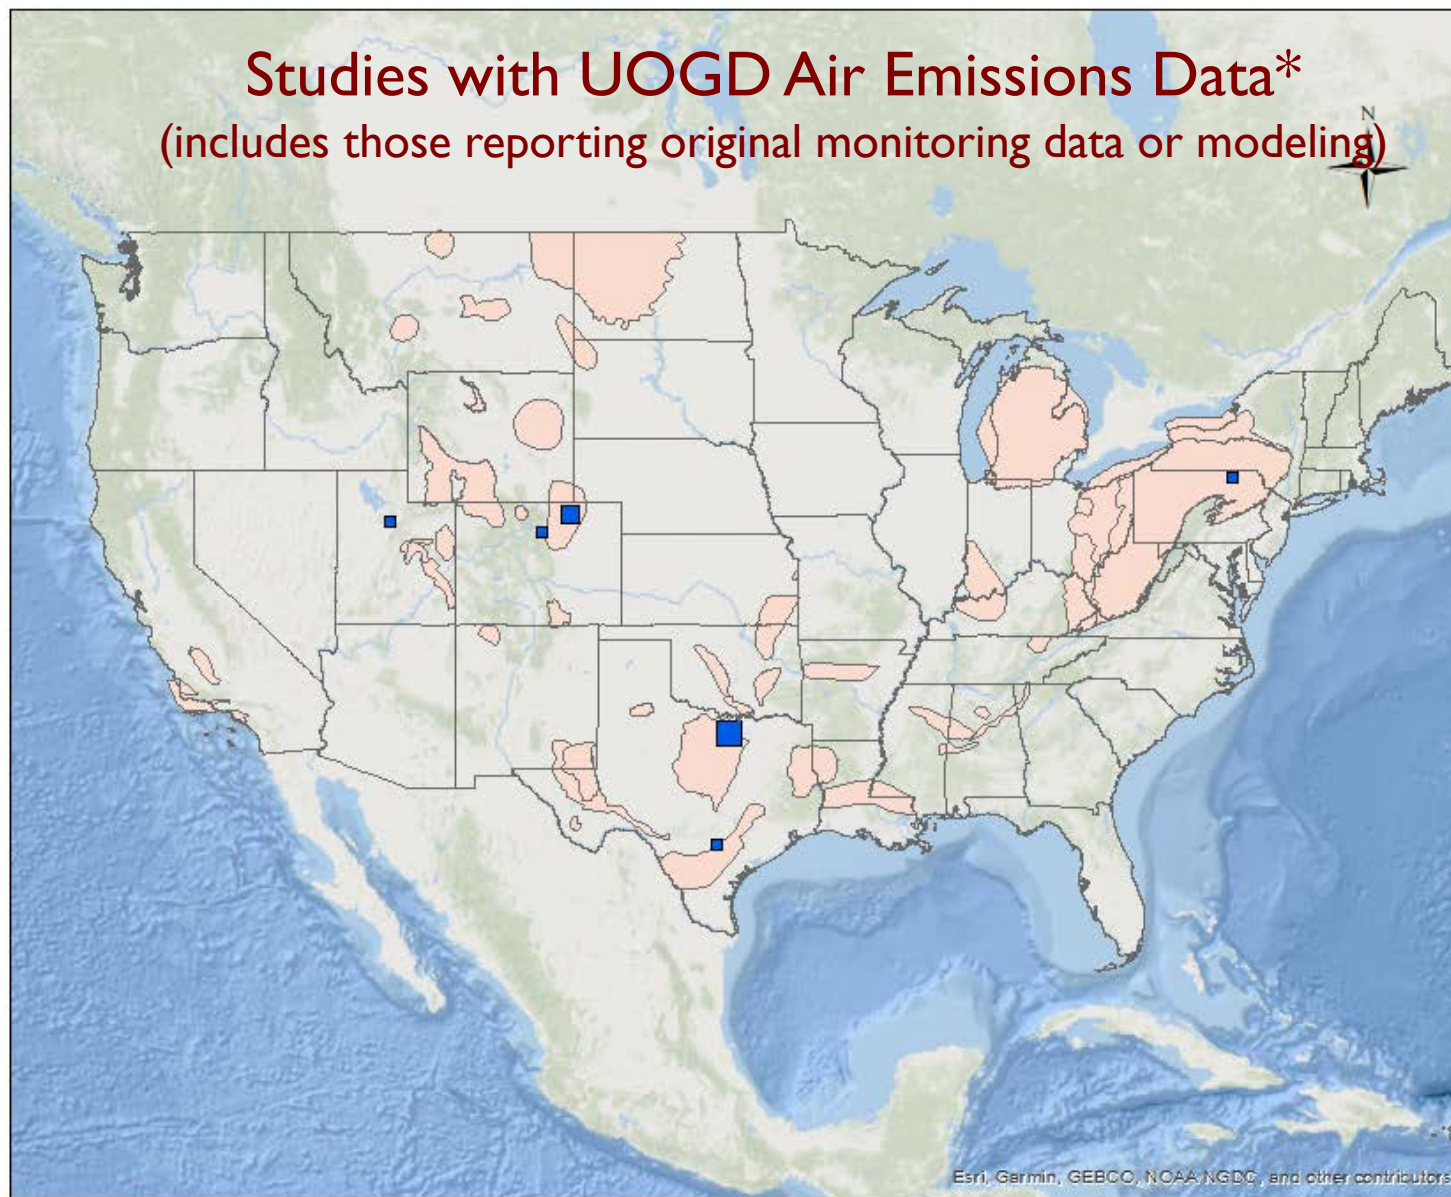 Studies with UOGD Air Emissions Data*
(includes those reporting original monitoring data or modeling)
N
Esri, Garmin, GEBCO, NOAA NGDC, and other contributors